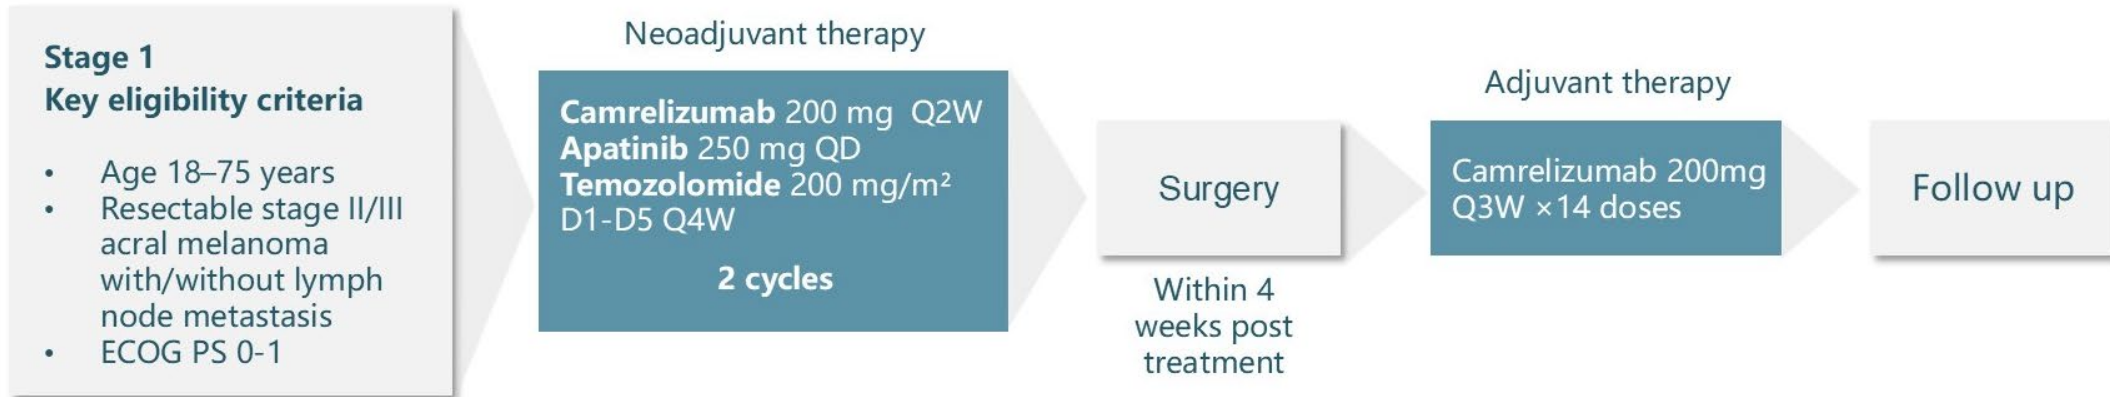 Stage 1
Key eligibility criteria
• Age 18–75 years
• Resectable stage II/III
acral melanoma
with/without lymph
node metastasis
• ECOG PS 0-1
Neoadjuvant therapy
Camrelizumab 200 mg Q2W
Apatinib 250 mg QD
Temozolomide 200 mg/m²
D1-D5 Q4W
2 cycles
Surgery
Within 4
weeks post
treatment
Adjuvant therapy
Camrelizumab 200mg
Q3W ×14 doses
Follow up